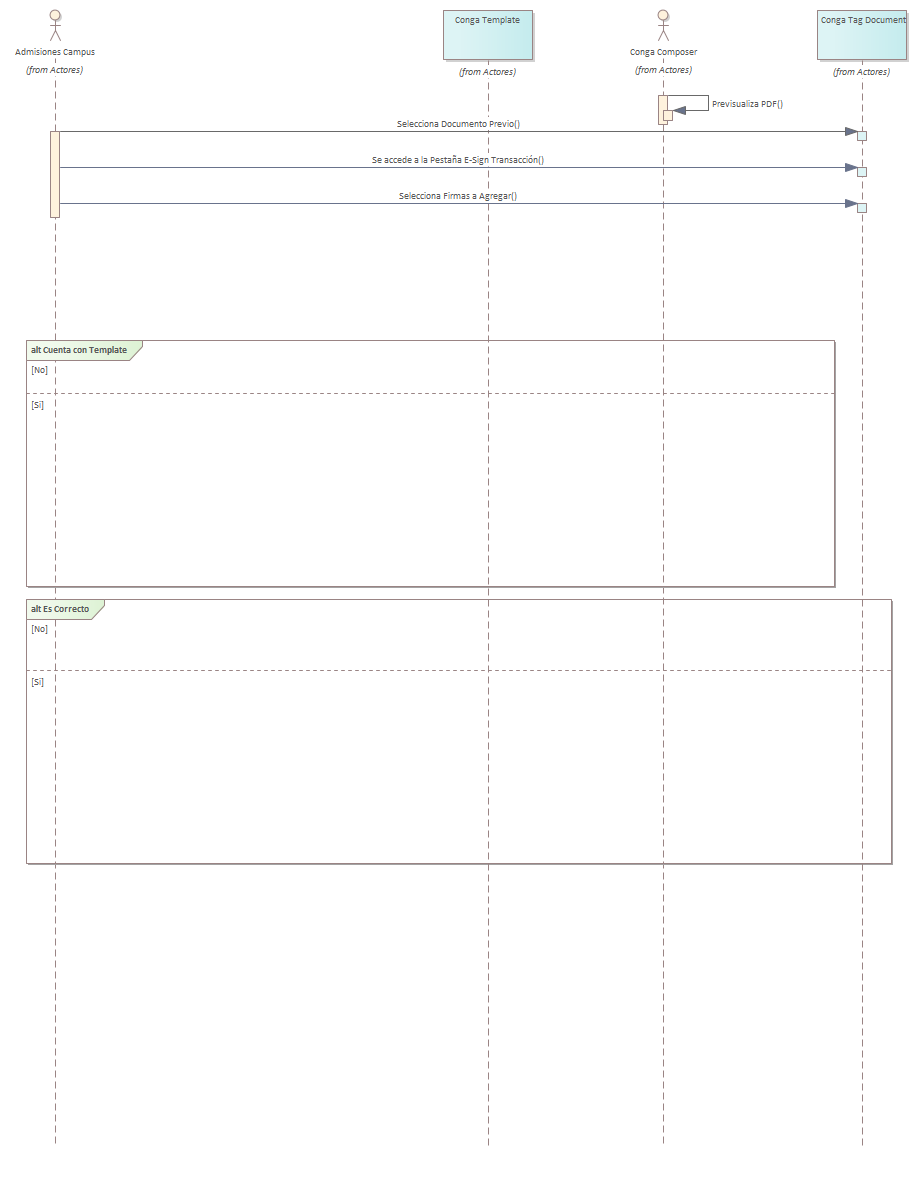 Admisiones Campus
(from Actores)
Conga Template
(from Actores)
Conga Composer
(from Actores)
Conga Tag Document
(from Actores)
Previsualiza PDF()
Selecciona Documento Previo()
Se accede a la Pestaña E-Sign Transacción()
Selecciona Firmas a Agregar()
alt Cuenta con Template
[No]
[Si]
alt Es Correcto
[No]
[Si]